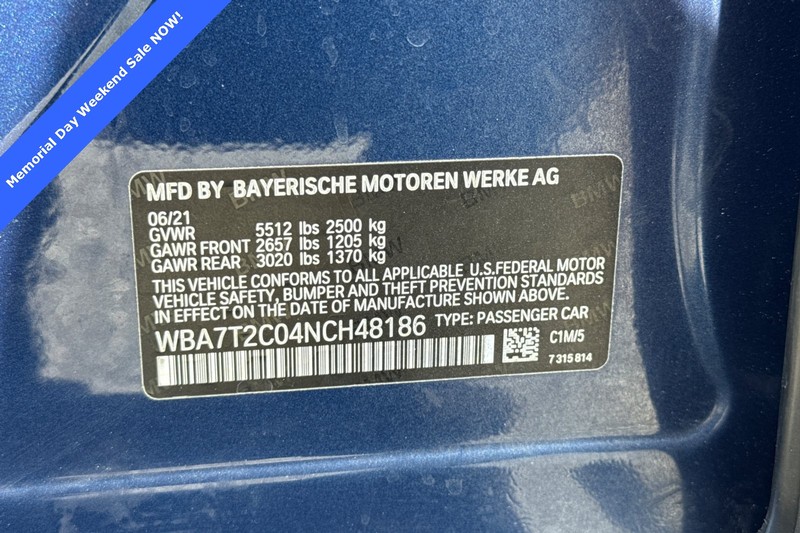 Memorial Day Weekend Sale NOW!
MFD BY BAYERISCHE MOTOREN WERKE AG
06/21
GVWR 5512 lbs 2500 kg
GAWR FRONT 2657 lbs 1205 kg
GAWR REAR 3020 lbs 1370 kg
THIS VEHICLE CONFORMS TO ALL APPLICABLE U.S.FEDERAL MOTOR
VEHICLE SAFETY, BUMPER AND THEFT PREVENTION STANDARDS
IN EFFECT ON THE DATE OF MANUFACTURE SHOWN ABOVE.
WBA7T2C04NCH48186 TYPE: PASSENGER CAR
C1M/5
7 315 814